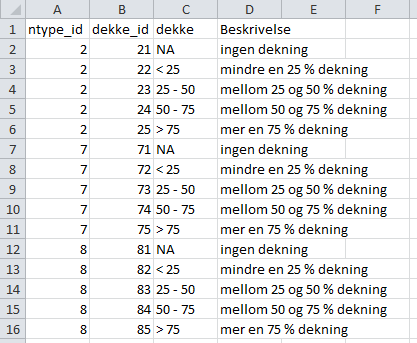 A B C D E F
1 ntype_id dekke_id dekke Beskrivelse
2 2 21 NA ingen dekning
3 2 22 < 25 mindre en 25 % dekning
4 2 23 25 - 50 mellom 25 og 50 % dekning
5 2 24 50 - 75 mellom 50 og 75 % dekning
6 2 25 > 75 mer en 75 % dekning
7 7 71 NA ingen dekning
8 7 72 < 25 mindre en 25 % dekning
9 7 73 25 - 50 mellom 25 og 50 % dekning
10 7 74 50 - 75 mellom 50 og 75 % dekning
11 7 75 > 75 mer en 75 % dekning
12 8 81 NA ingen dekning
13 8 82 < 25 mindre en 25 % dekning
14 8 83 25 - 50 mellom 25 og 50 % dekning
15 8 84 50 - 75 mellom 50 og 75 % dekning
16 8 85 > 75 mer en 75 % dekning